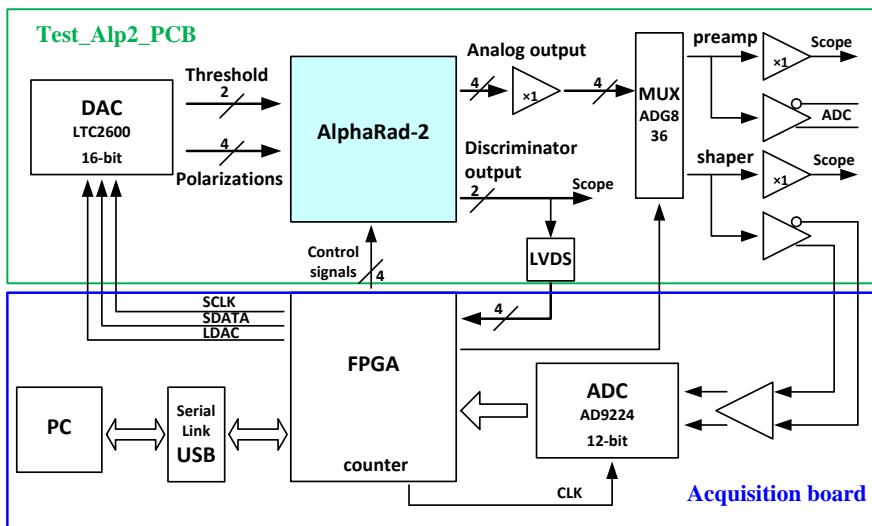 Test_Alp2_PCB
DAC
LTC2600
16-bit
Threshold
2
4
Polarizations
AlphaRad-2
Analog output
4
×1
4
Discriminator
output
2
Scope
LVDS
MUX
ADG8
36
preamp
×1
Scope
ADC
shaper
×1
Scope
Control
signals
4
SCLK
SDATA
LDAC
4
FPGA
counter
PC
Serial
Link
USB
ADC
AD9224
12-bit
CLK
Acquisition board